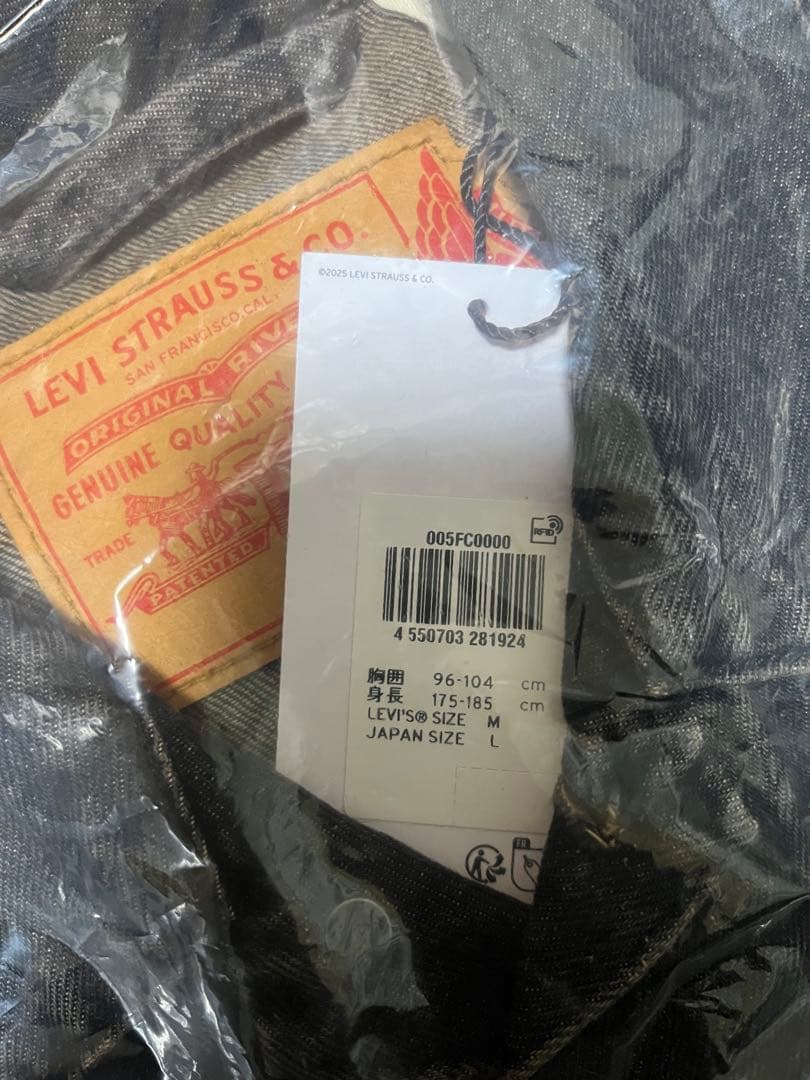 LEVI STRAUSS & CO.
SAN FRANCISCO, CAL.
ORIGINAL
GENUINE QUALITY
TRADE
PATENTED
©2025 LEVI STRAUSS & CO.
RFID
005FC0000
4 550703 281924
胸囲 96-104 cm
身長 175-185 cm
LEVI'S® SIZE M
JAPAN SIZE L
FR